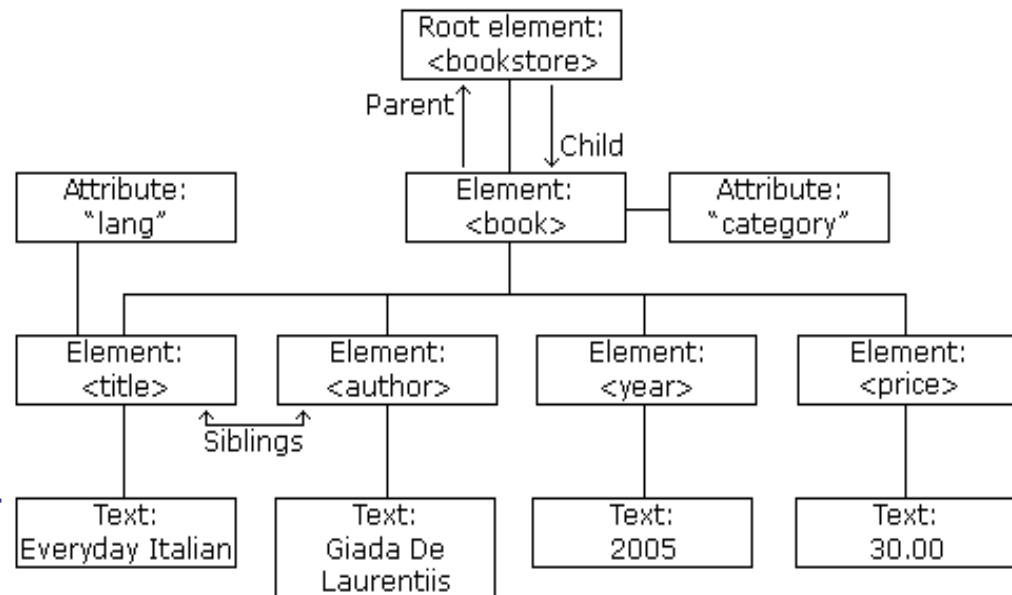 Root element:
<bookstore>
Parent
Child
Attribute:
"lang"
Element:
<book>
Attribute:
"category"
Element:
<title>
Element:
<author>
Element:
<year>
Element:
<price>
Siblings
Text:
Everyday Italian
Text:
Giada De
Laurentiis
Text:
2005
Text:
30.00